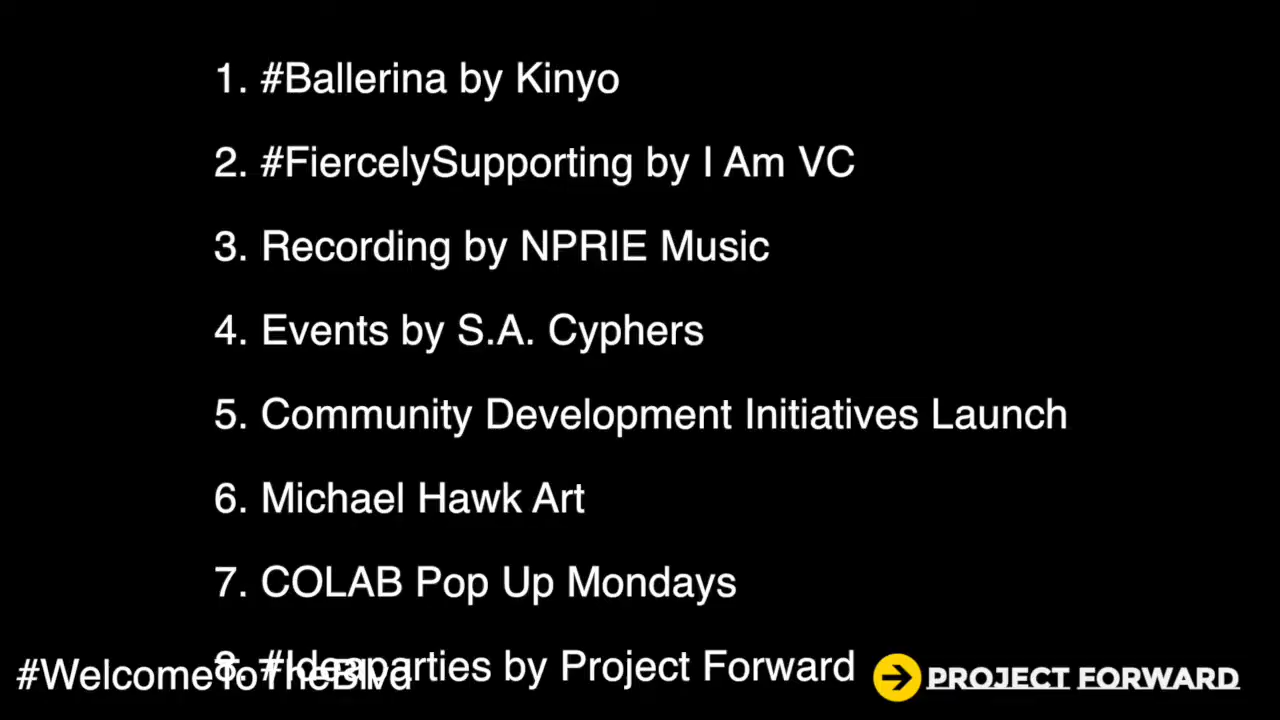 1. #Ballerina by Kinyo
2. #FiercelySupporting by I Am VC
3. Recording by NPRIE Music
4. Events by S.A. Cyphers
5. Community Development Initiatives Launch
6. Michael Hawk Art
7. COLAB Pop Up Mondays
8. #Ideaparties by Project Forward
#WelcomeToTheBlvd
PROJECT FORWARD